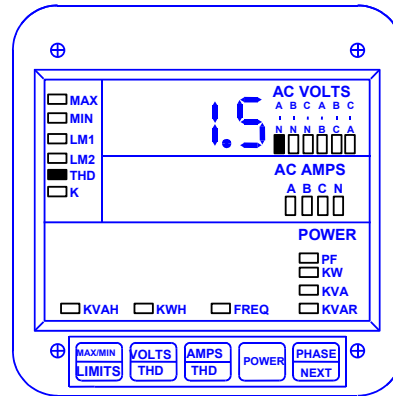 MAX
MIN
LM1
LM2
THD
K
1.5
AC VOLTS
A B C A B C
- - - - - -
N N N B C A
AC AMPS
A B C N
POWER
PF
KW
KVA
KVAR
KVAH
KWH
FREQ
MAX/MIN
LIMITS
VOLTS
THD
AMPS
THD
POWER
PHASE
NEXT